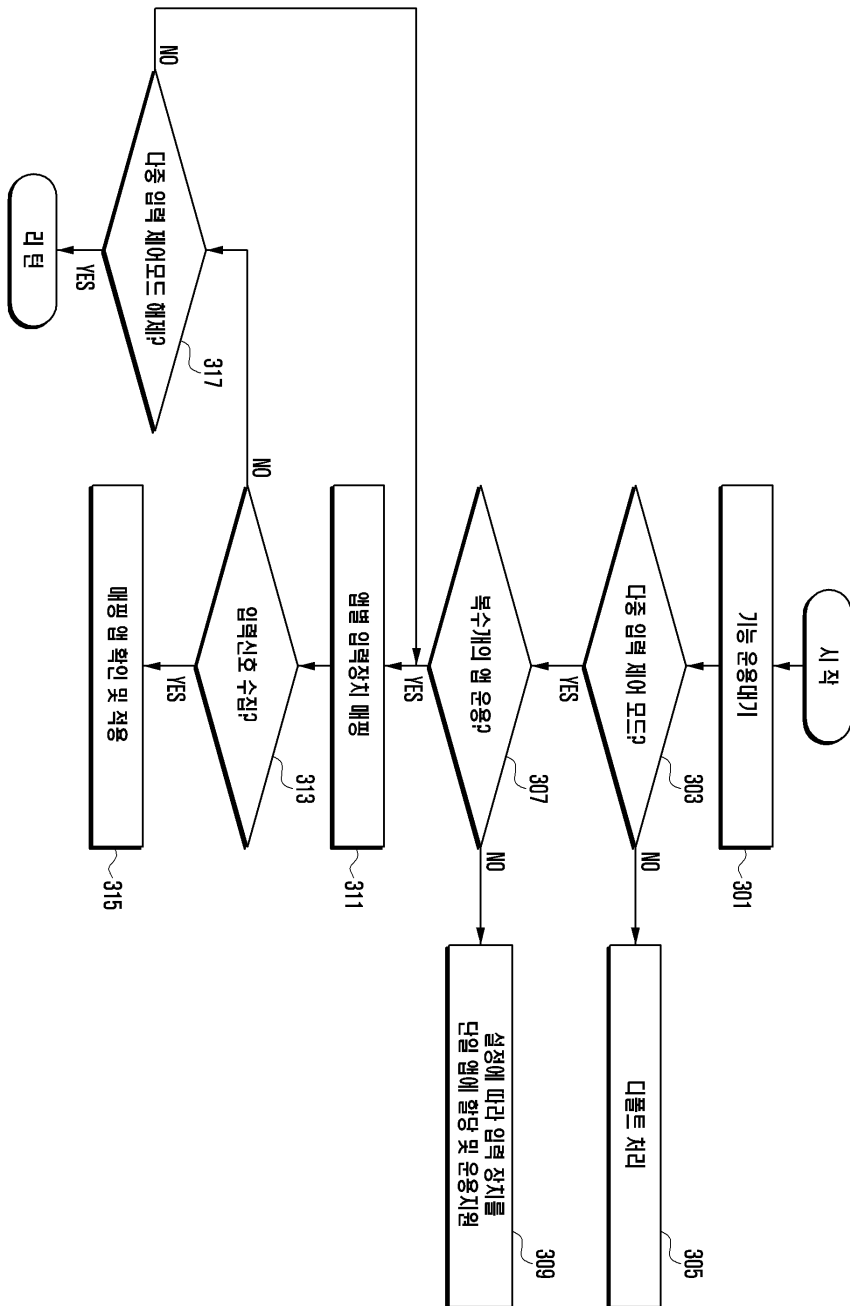 시 작
기능 운용대기
301
다중 입력 제어 모드?
303
NO
YES
디폴트 처리
305
복수개의 앱 운용?
307
NO
YES
설정에 따라 입력 장치를
단일 앱에 할당 및 운용지원
309
앱별 입력장치 매핑
311
입력신호 수집?
313
NO
YES
매핑 앱 확인 및 적용
315
다중 입력 제어모드 해제?
317
NO
YES
리 턴